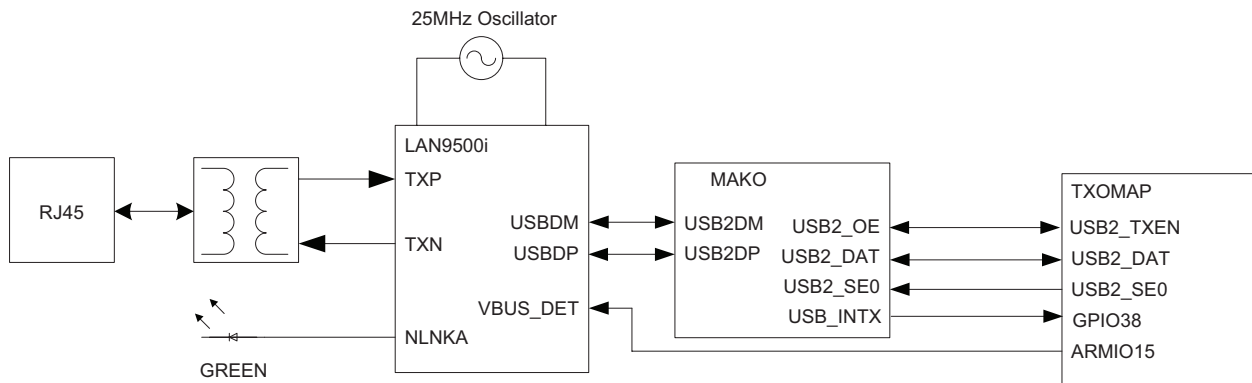 25MHz Oscillator
RJ45
LAN9500i
TXP
TXN
USBDM
USBDP
VBUS_DET
NLNKA
GREEN
MAKO
USB2DM
USB2DP
USB2_OE
USB2_DAT
USB2_SE0
USB_INTX
TXOMAP
USB2_TXEN
USB2_DAT
USB2_SE0
GPIO38
ARMIO15